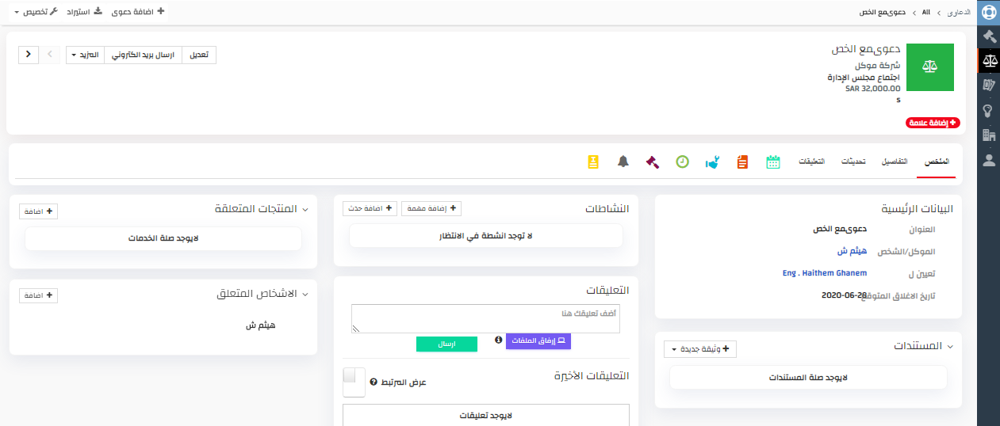 الدعاوى > All > دعوىمع الخص
+ اضافة دعوى
استيراد
تخصيص
دعوىمع الخص
شركة موكل
اجتماع مجلس الإدارة
SAR 32,000.00
s
+ إضافة علامة
تعديل
ارسال بريد الكتروني
المزيد
الملخص
التفاصيل
تحديثات
التعليقات
البيانات الرئيسية
العنوان دعوىمع الخص
الموكل/الشخص هيثم ش
تعيين ل Eng . Haithem Ghanem
تاريخ الاغلاق المتوقع 2020-06-28
المستندات
+ وثيقة جديدة
لايوجد صلة المستندات
النشاطات
+ إضافة مهمة
+ اضافة حدث
لا توجد انشطة في الانتظار
التعليقات
أضف تعليقك هنا
إرفاق الملفات
ارسال
التعليقات الأخيرة
عرض المرتبط
لايوجد تعليقات
المنتجات المتعلقة
+ اضافة
لايوجد صلة الخدمات
الاشخاص المتعلق
+ اضافة
هيثم ش